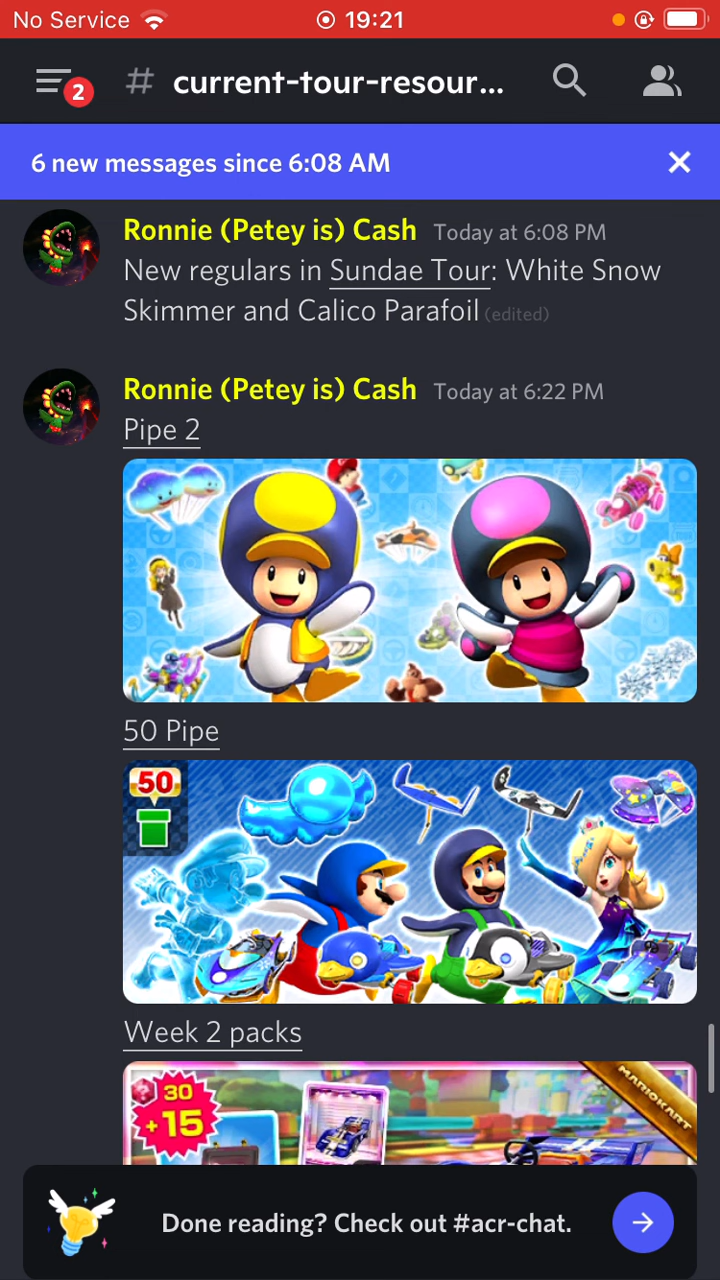 No Service 19:21
2 # current-tour-resour...
6 new messages since 6:08 AM
Ronnie (Petey is) Cash Today at 6:08 PM
New regulars in Sundae Tour: White Snow
Skimmer and Calico Parafoil (edited)
Ronnie (Petey is) Cash Today at 6:22 PM
Pipe 2
50 Pipe
50
Week 2 packs
30
+15
MARIOKART
Done reading? Check out #acr-chat.